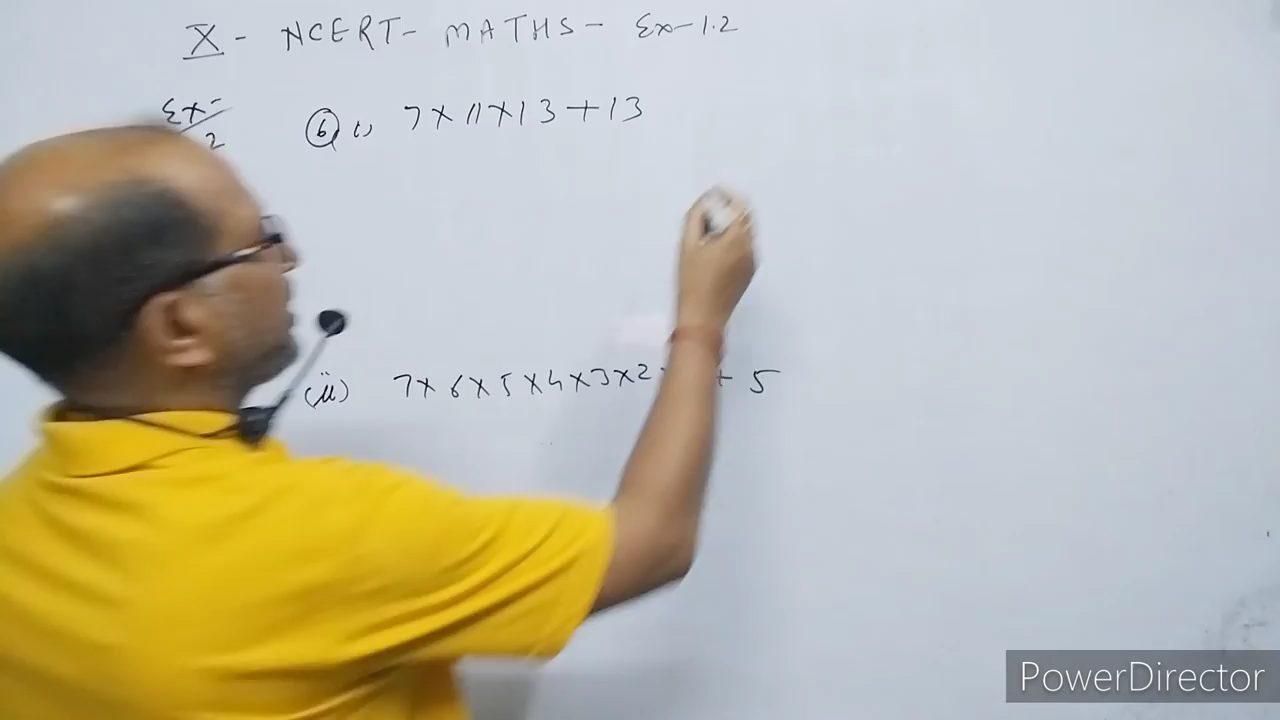 X - NCERT - MATHS - Ex-1.2
Ex-
2
(6) i) 7×11×13+13
(ii) 7×6×5×4×3×2 + 5
PowerDirector